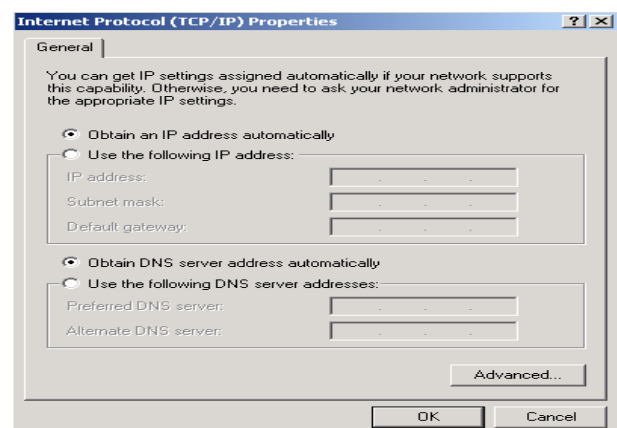 Internet Protocol (TCP/IP) Properties
General
You can get IP settings assigned automatically if your network supports
this capability. Otherwise, you need to ask your network administrator for
the appropriate IP settings.
Obtain an IP address automatically
Use the following IP address:
IP address:
Subnet mask:
Default gateway:
Obtain DNS server address automatically
Use the following DNS server addresses:
Preferred DNS server:
Alternate DNS server:
Advanced...
OK Cancel